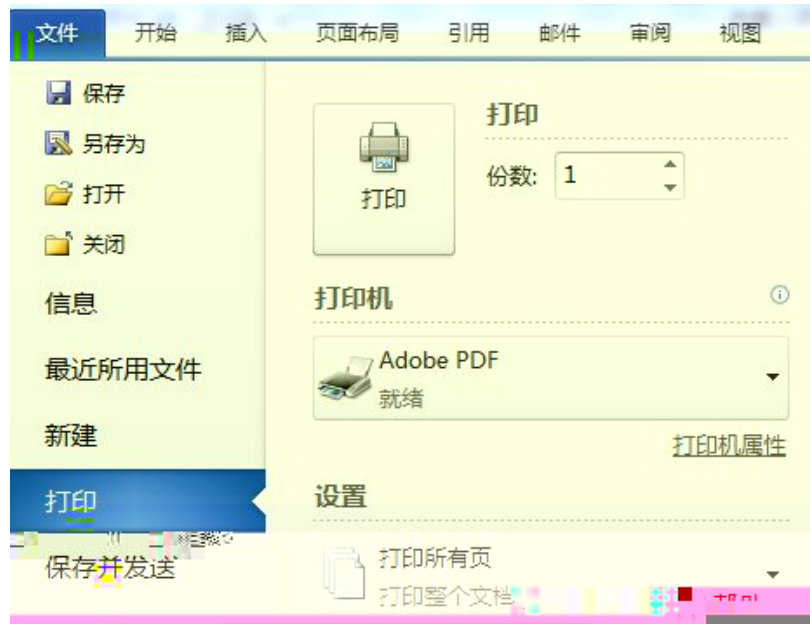 文件 开始 插入 页面布局 引用 邮件 审阅 视图
保存
另存为
打开
关闭
信息
最近所用文件
新建
打印
保存并发送
打印
打印
份数: 1
打印机
Adobe PDF
就绪
打印机属性
设置
打印所有页
打印整个文档